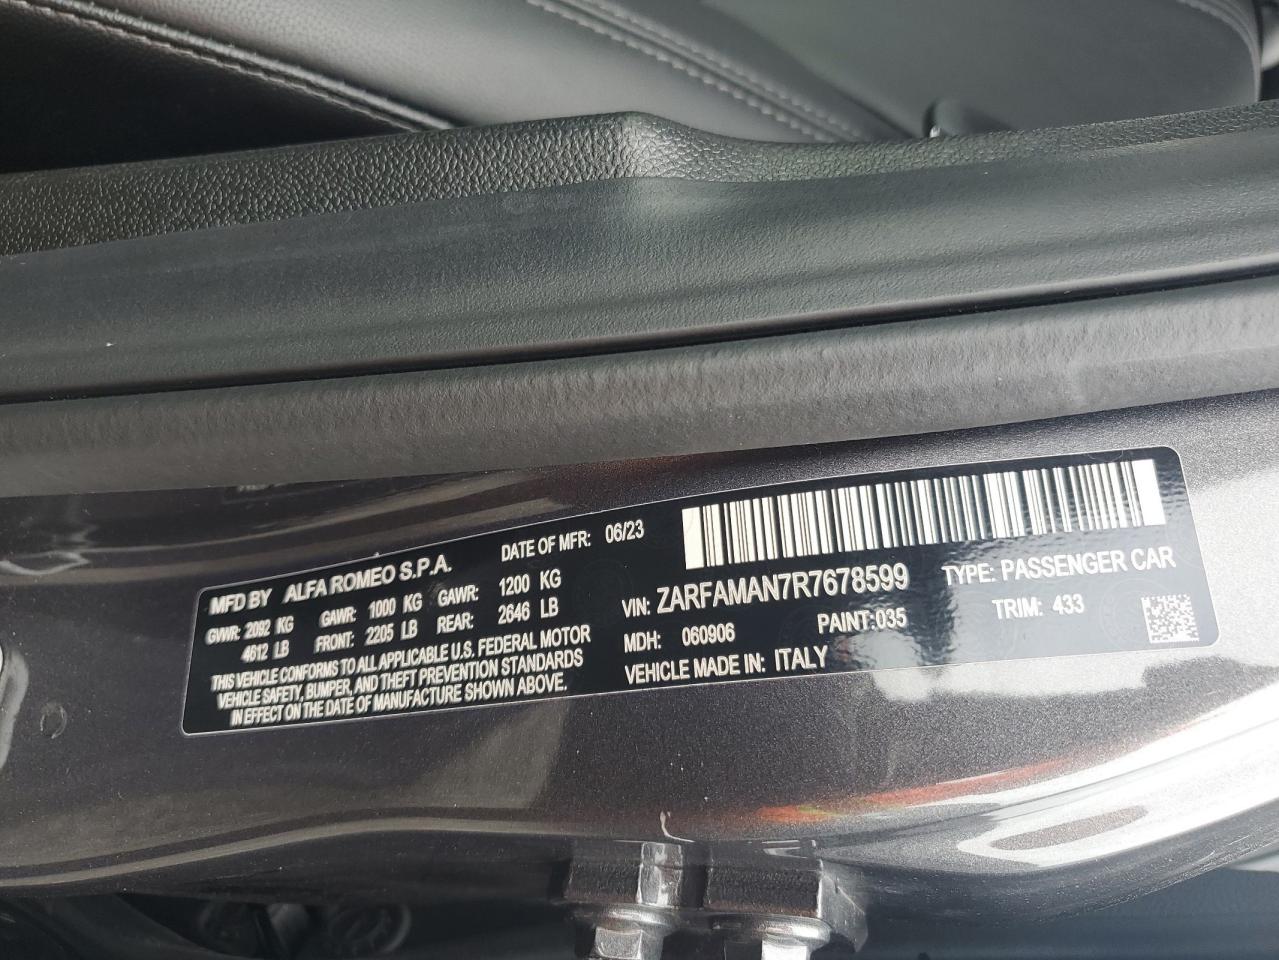 MFD BY ALFA ROMEO S.P.A. DATE OF MFR: 06/23
GVWR: 2092 KG GAWR: 1000 KG GAWR: 1200 KG
4612 LB FRONT: 2205 LB REAR: 2646 LB
THIS VEHICLE CONFORMS TO ALL APPLICABLE U.S. FEDERAL MOTOR
VEHICLE SAFETY, BUMPER, AND THEFT PREVENTION STANDARDS
IN EFFECT ON THE DATE OF MANUFACTURE SHOWN ABOVE.
VIN: ZARFAMAN7R7678599 TYPE: PASSENGER CAR
MDH: 060906 PAINT:035 TRIM: 433
VEHICLE MADE IN: ITALY